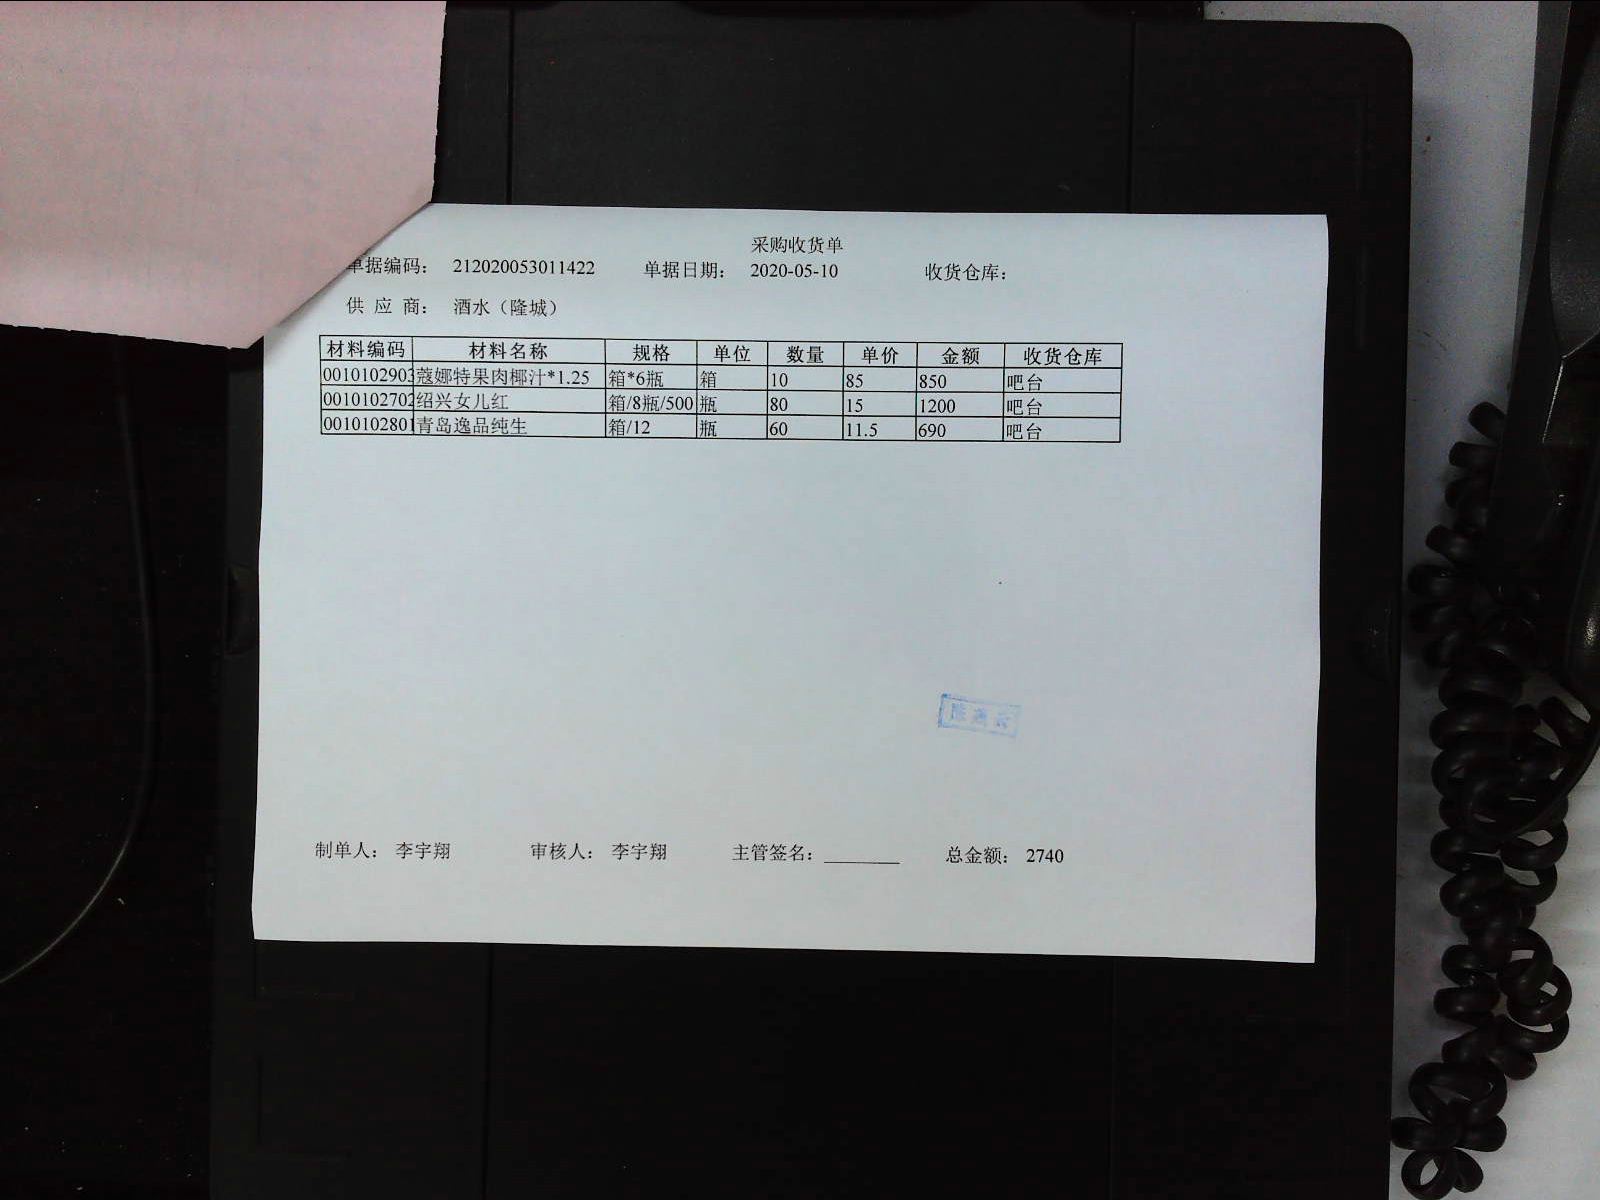 采购收货单
单据编码： 212020053011422 单据日期： 2020-05-10 收货仓库：
供 应 商： 酒水（隆城）
材料编码 材料名称 规格 单位 数量 单价 金额 收货仓库
0010102903 蔻娜特果肉椰汁*1.25 箱*6瓶 箱 10 85 850 吧台
0010102702 绍兴女儿红 箱/8瓶/500 瓶 80 15 1200 吧台
0010102801 青岛逸品纯生 箱/12 瓶 60 11.5 690 吧台
制单人： 李宇翔 审核人： 李宇翔 主管签名：________ 总金额： 2740